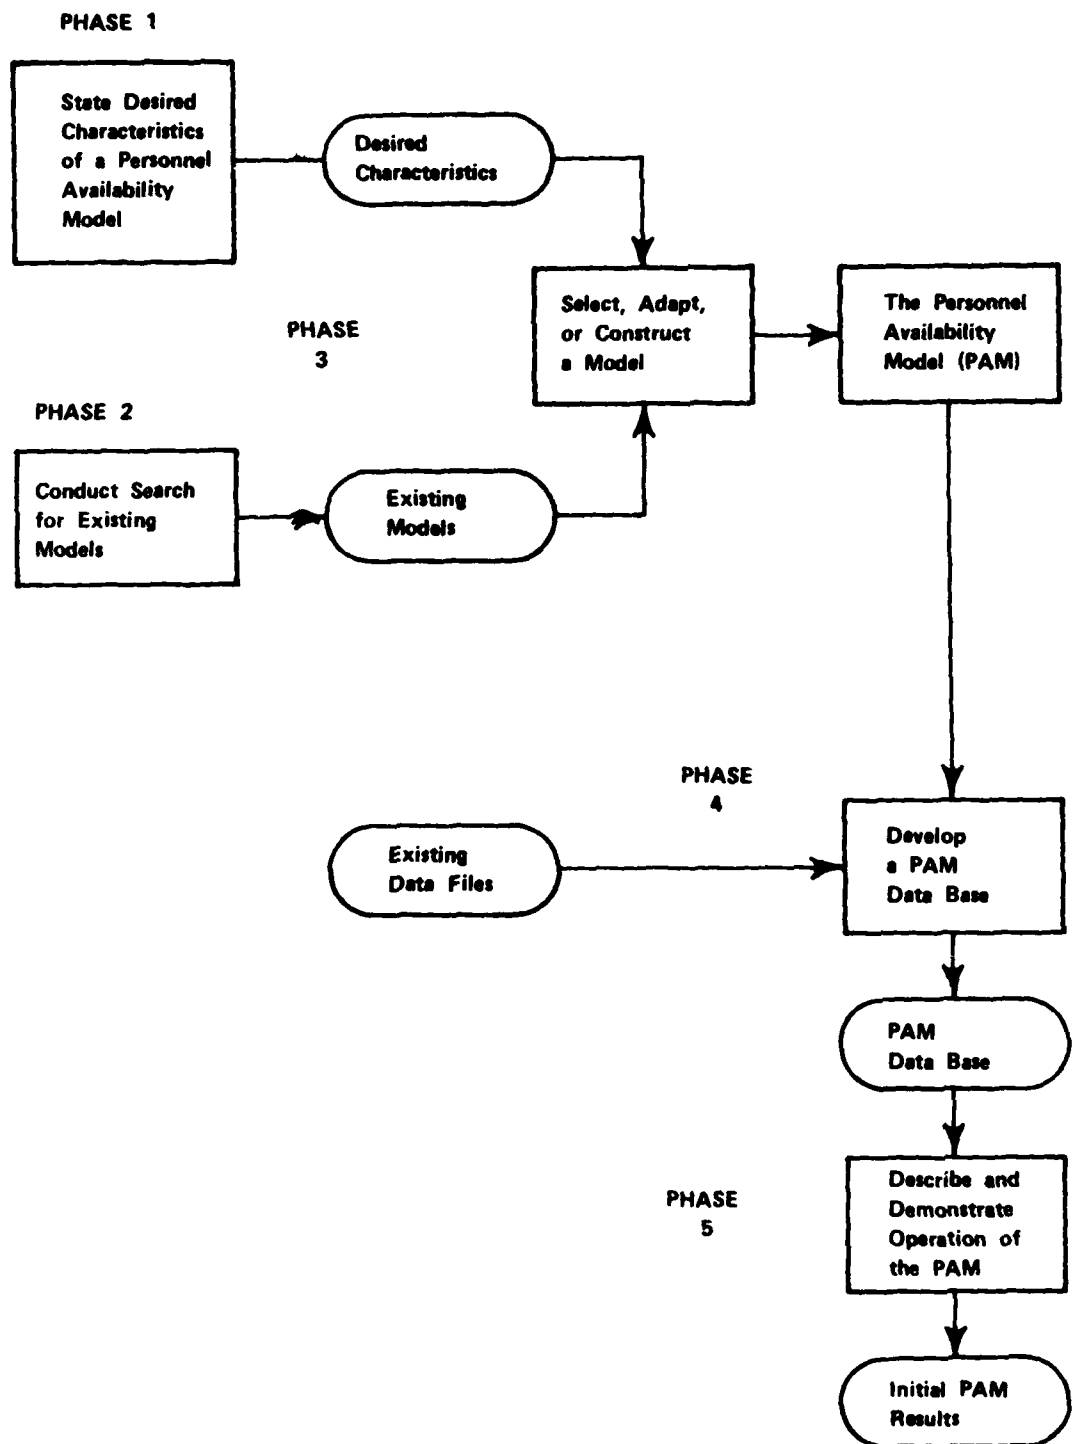 PHASE 1
State Desired
Characteristics
of a Personnel
Availability
Model
Desired
Characteristics
PHASE
3
Select, Adapt,
or Construct
a Model
The Personnel
Availability
Model (PAM)
PHASE 2
Conduct Search
for Existing
Models
Existing
Models
PHASE
4
Existing
Data Files
Develop
a PAM
Data Base
PAM
Data Base
PHASE
5
Describe and
Demonstrate
Operation of
the PAM
Initial PAM
Results